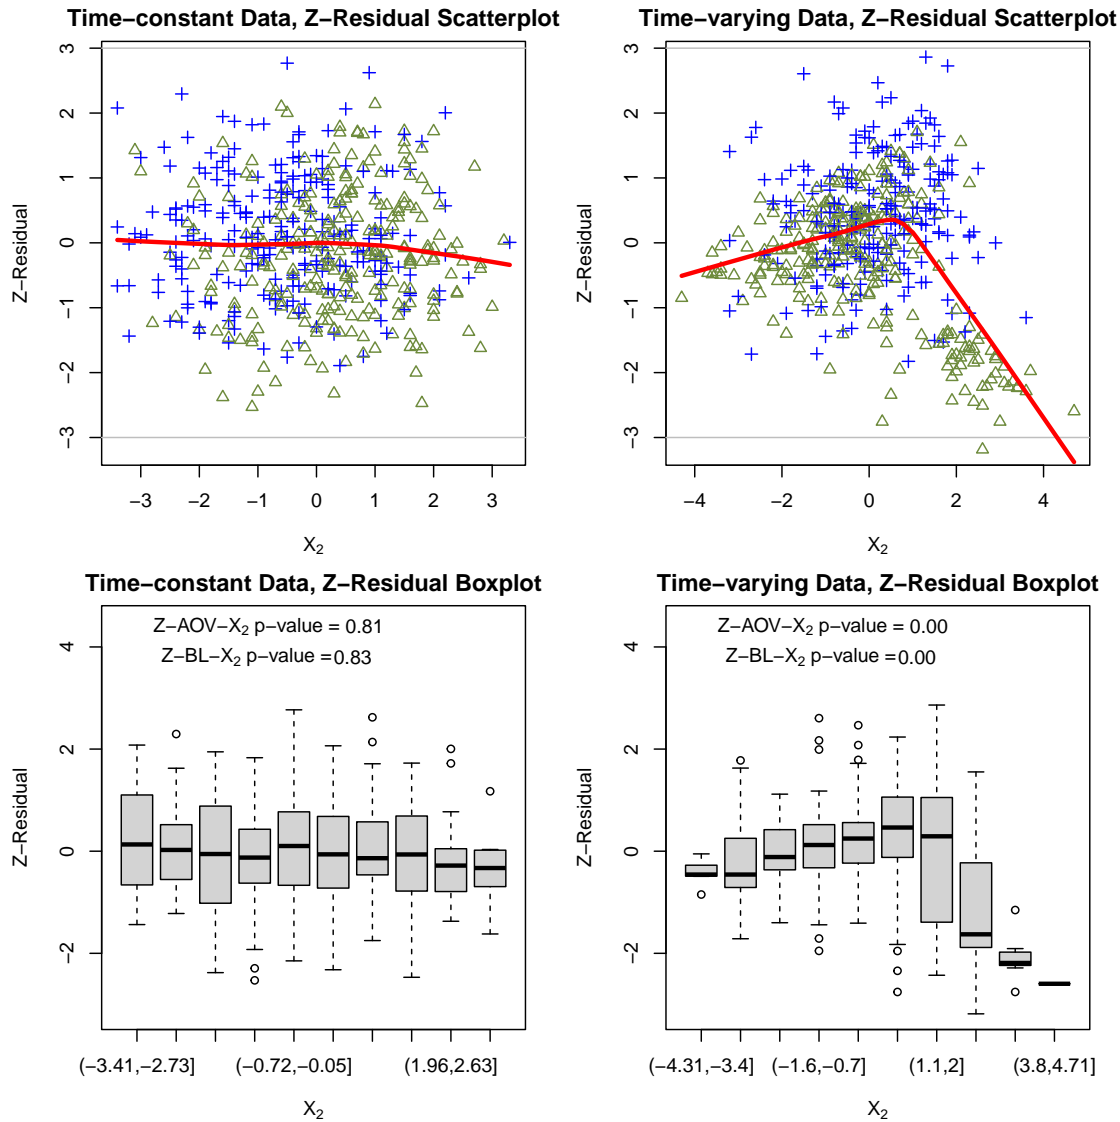 Time−constant Data, Z−Residual Scatterplot
Z−Residual
3
2
1
0
−1
−2
−3
−3 −2 −1 0 1 2 3
X₂
Time−varying Data, Z−Residual Scatterplot
Z−Residual
3
2
1
0
−1
−2
−3
−4 −2 0 2 4
X₂
Time−constant Data, Z−Residual Boxplot
Z−AOV−X₂ p−value = 0.81
Z−BL−X₂ p−value =0.83
Z−Residual
4
2
0
−2
(−3.41,−2.73] (−0.72,−0.05] (1.96,2.63]
X₂
Time−varying Data, Z−Residual Boxplot
Z−AOV−X₂ p−value = 0.00
Z−BL−X₂ p−value =0.00
Z−Residual
4
2
0
−2
(−4.31,−3.4] (−1.6,−0.7] (1.1,2] (3.8,4.71]
X₂